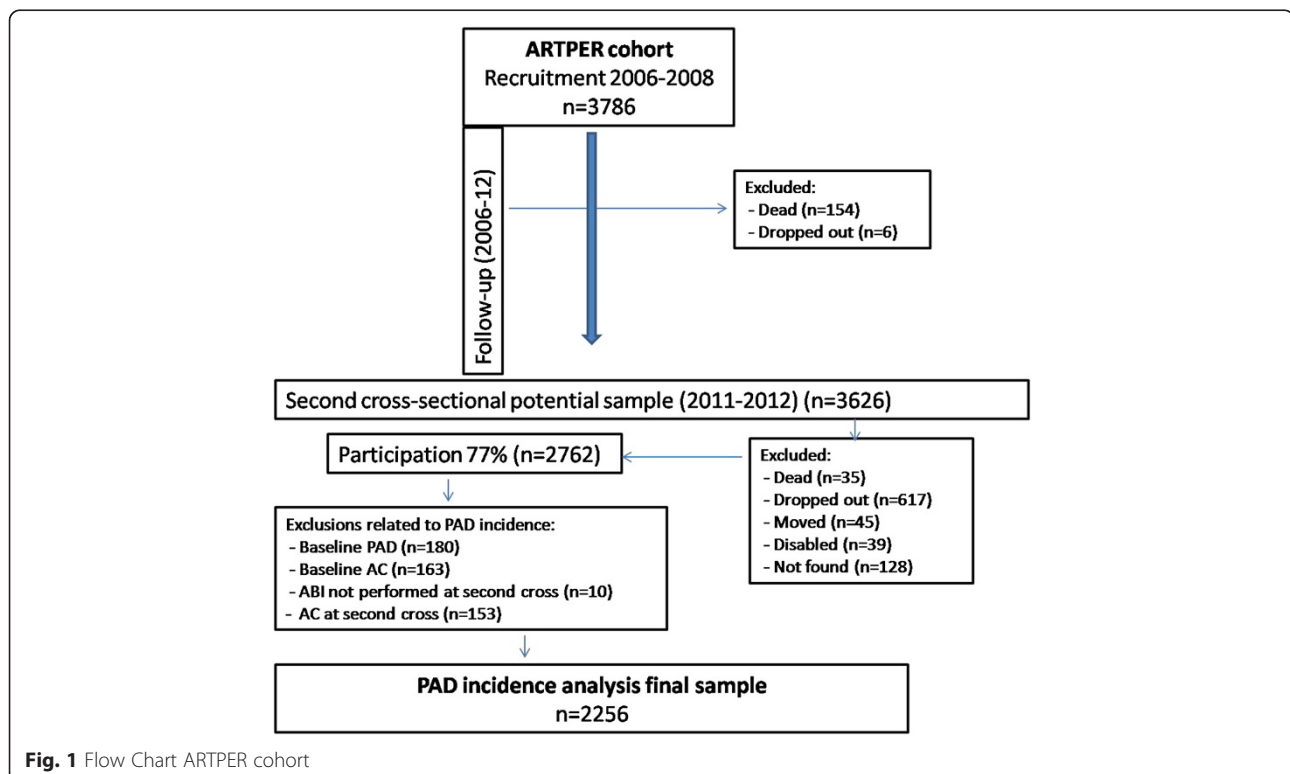 ARTPER cohort
Recruitment 2006-2008
n=3786
Follow-up (2006-12)
Excluded:
- Dead (n=154)
- Dropped out (n=6)
Second cross-sectional potential sample (2011-2012) (n=3626)
Participation 77% (n=2762)
Excluded:
- Dead (n=35)
- Dropped out (n=617)
- Moved (n=45)
- Disabled (n=39)
- Not found (n=128)
Exclusions related to PAD incidence:
- Baseline PAD (n=180)
- Baseline AC (n=163)
- ABI not performed at second cross (n=10)
- AC at second cross (n=153)
PAD incidence analysis final sample
n=2256
Fig. 1 Flow Chart ARTPER cohort